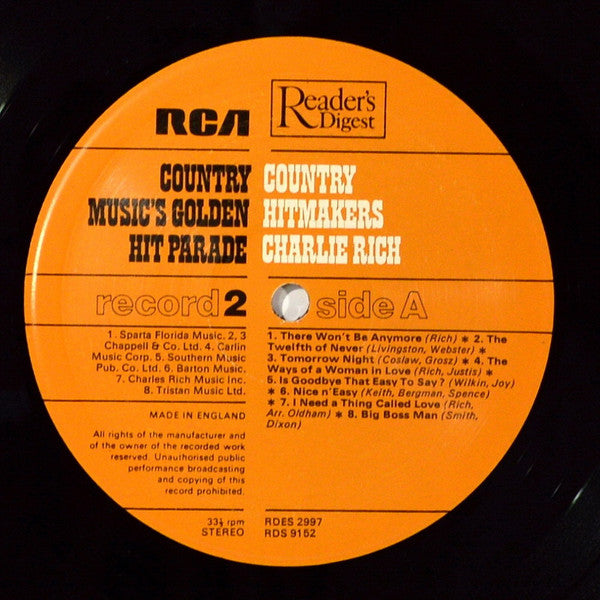 RCA
Reader's
Digest
COUNTRY
MUSIC'S GOLDEN
HIT PARADE
COUNTRY
HITMAKERS
CHARLIE RICH
record 2
side A
1. Sparta Florida Music. 2, 3
Chappell & Co. Ltd. 4. Carlin
Music Corp. 5. Southern Music
Pub. Co. Ltd. 6. Barton Music.
7. Charles Rich Music Inc.
8. Tristan Music Ltd.
MADE IN ENGLAND
All rights of the manufacturer and
of the owner of the recorded work
reserved. Unauthorised public
performance broadcasting
and copying of this
record prohibited.
33⅓ rpm
STEREO
1. There Won't Be Anymore (Rich) * 2. The
Twelfth of Never (Livingston, Webster) *
3. Tomorrow Night (Coslaw, Grosz) * 4. The
Ways of a Woman in Love (Rich, Justis) *
5. Is Goodbye That Easy To Say? (Wilkin, Joy)
* 6. Nice n' Easy (Keith, Bergman, Spence)
* 7. I Need a Thing Called Love (Rich,
Arr. Oldham) * 8. Big Boss Man (Smith,
Dixon)
RDES 2997
RDS 9152